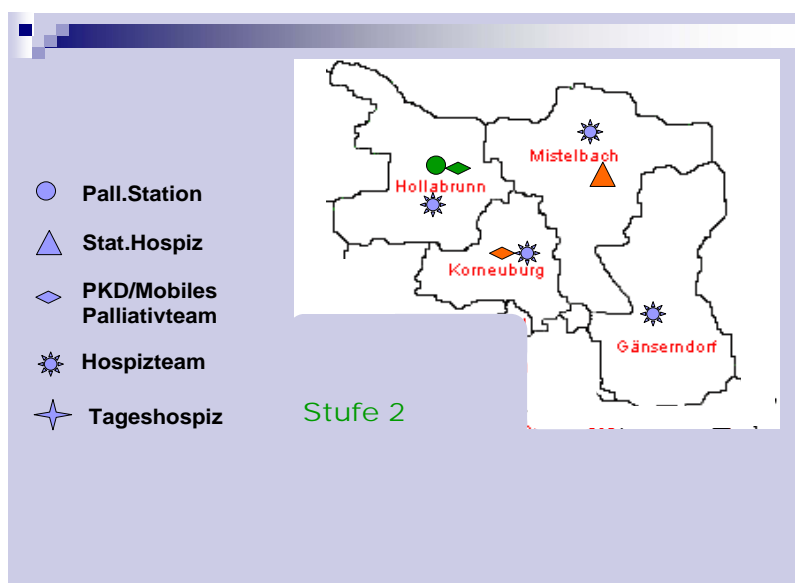 Pall.Station
Stat.Hospiz
PKD/Mobiles
Palliativteam
Hospizteam
Tageshospiz
Mistelbach
Hollabrunn
Korneuburg
Gänserndorf
Stufe 2